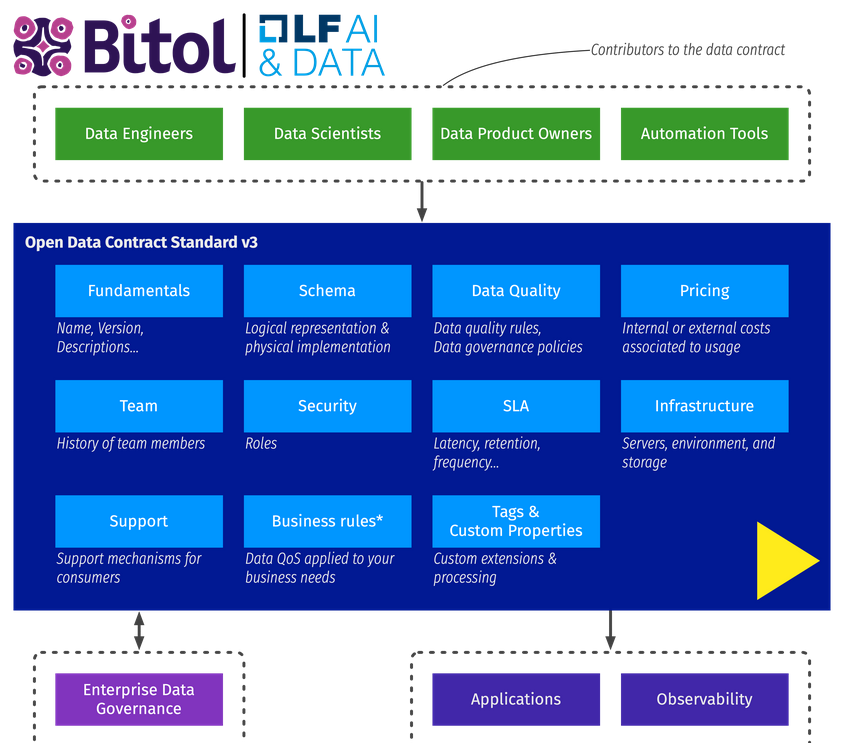 Bitol
LF AI
& DATA
Contributors to the data contract
Data Engineers
Data Scientists
Data Product Owners
Automation Tools
Open Data Contract Standard v3
Fundamentals
Name, Version,
Descriptions...
Schema
Logical representation &
physical implementation
Data Quality
Data quality rules,
Data governance policies
Pricing
Internal or external costs
associated to usage
Team
History of team members
Security
Roles
SLA
Latency, retention,
frequency...
Infrastructure
Servers, environment, and
storage
Support
Support mechanisms for
consumers
Business rules*
Data QoS applied to your
business needs
Tags &
Custom Properties
Custom extensions &
processing
Enterprise Data
Governance
Applications
Observability